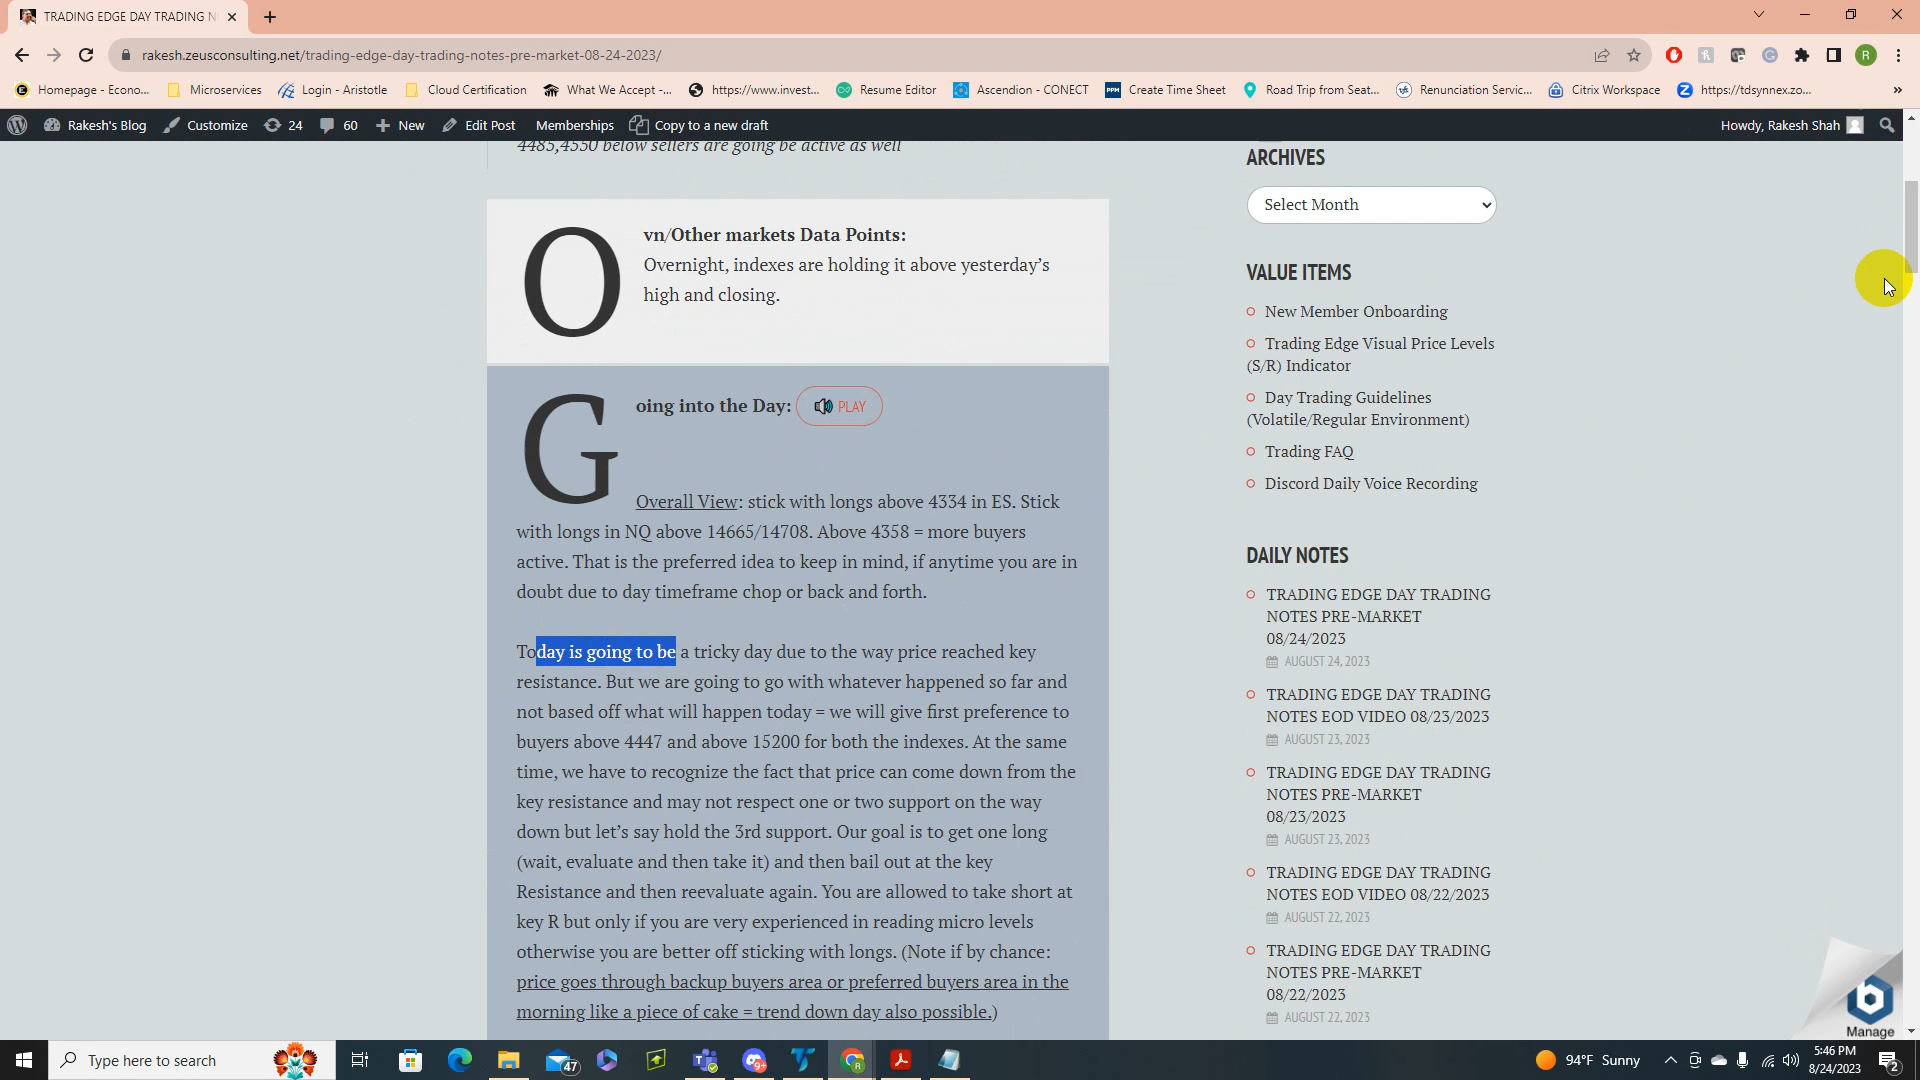 TRADING EDGE DAY TRADING N
rakesh.zeusconsulting.net/trading-edge-day-trading-notes-pre-market-08-24-2023/
Homepage - Econo...
Microservices
Login - Aristotle
Cloud Certification
What We Accept -...
https://www.invest...
Resume Editor
Ascendion - CONECT
Create Time Sheet
Road Trip from Seat...
Renunciation Servic...
Citrix Workspace
https://tdsynnex.zo...
Rakesh's Blog
Customize
24
60
New
Edit Post
Memberships
Copy to a new draft
Howdy, Rakesh Shah
4485,4550 below sellers are going be active as well
Ovn/Other markets Data Points:
Overnight, indexes are holding it above yesterday's
high and closing.
Going into the Day: PLAY
Overall View: stick with longs above 4334 in ES. Stick
with longs in NQ above 14665/14708. Above 4358 = more buyers
active. That is the preferred idea to keep in mind, if anytime you are in
doubt due to day timeframe chop or back and forth.
Today is going to be a tricky day due to the way price reached key
resistance. But we are going to go with whatever happened so far and
not based off what will happen today = we will give first preference to
buyers above 4447 and above 15200 for both the indexes. At the same
time, we have to recognize the fact that price can come down from the
key resistance and may not respect one or two support on the way
down but let's say hold the 3rd support. Our goal is to get one long
(wait, evaluate and then take it) and then bail out at the key
Resistance and then reevaluate again. You are allowed to take short at
key R but only if you are very experienced in reading micro levels
otherwise you are better off sticking with longs. (Note if by chance:
price goes through backup buyers area or preferred buyers area in the
morning like a piece of cake = trend down day also possible.)
ARCHIVES
Select Month
VALUE ITEMS
New Member Onboarding
Trading Edge Visual Price Levels
(S/R) Indicator
Day Trading Guidelines
(Volatile/Regular Environment)
Trading FAQ
Discord Daily Voice Recording
DAILY NOTES
TRADING EDGE DAY TRADING
NOTES PRE-MARKET
08/24/2023
AUGUST 24, 2023
TRADING EDGE DAY TRADING
NOTES EOD VIDEO 08/23/2023
AUGUST 23, 2023
TRADING EDGE DAY TRADING
NOTES PRE-MARKET
08/23/2023
AUGUST 23, 2023
TRADING EDGE DAY TRADING
NOTES EOD VIDEO 08/22/2023
AUGUST 22, 2023
TRADING EDGE DAY TRADING
NOTES PRE-MARKET
08/22/2023
AUGUST 22, 2023
Manage
Type here to search
47
9+
94°F Sunny
5:46 PM
8/24/2023
2